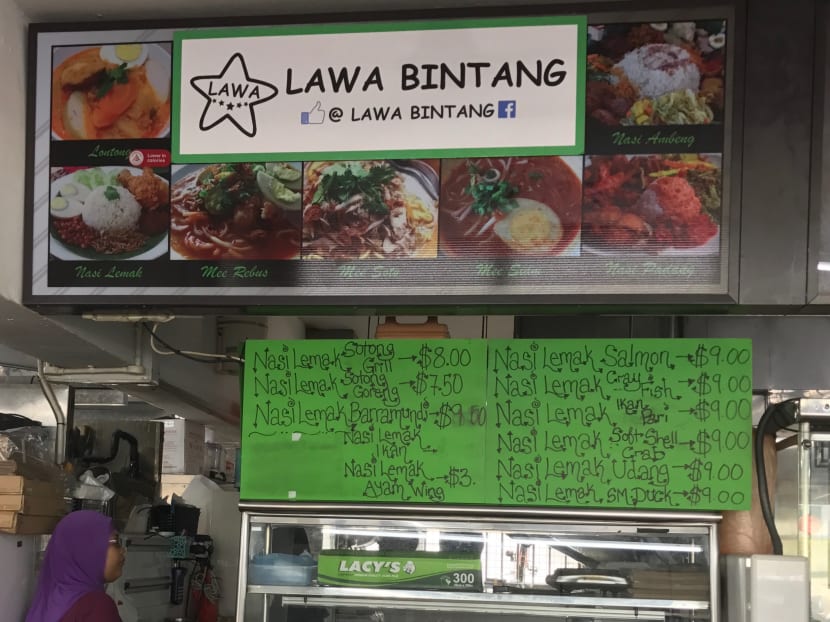 LAWA
LAWA BINTANG
@ LAWA BINTANG f
Lontong
Lower in calories
Nasi Ambeng
Nasi Lemak
Mee Rebus
Mee Soto
Mee Siam
Nasi Padang
Nasi Lemak Sotong Grill → $8.00
Nasi Lemak Sotong Goreng → $7.50
Nasi Lemak Barramundi → $9.50
Nasi Lemak Ikan
Nasi Lemak Ayam Wing → $3.
Nasi Lemak Salmon → $9.00
Nasi Lemak Cray Fish → $9.00
Nasi Lemak Ikan Pari → $9.00
Nasi Lemak Soft Shell Crab → $9.00
Nasi Lemak Udang → $9.00
Nasi Lemak SM.Duck → $9.00
LACY'S
300